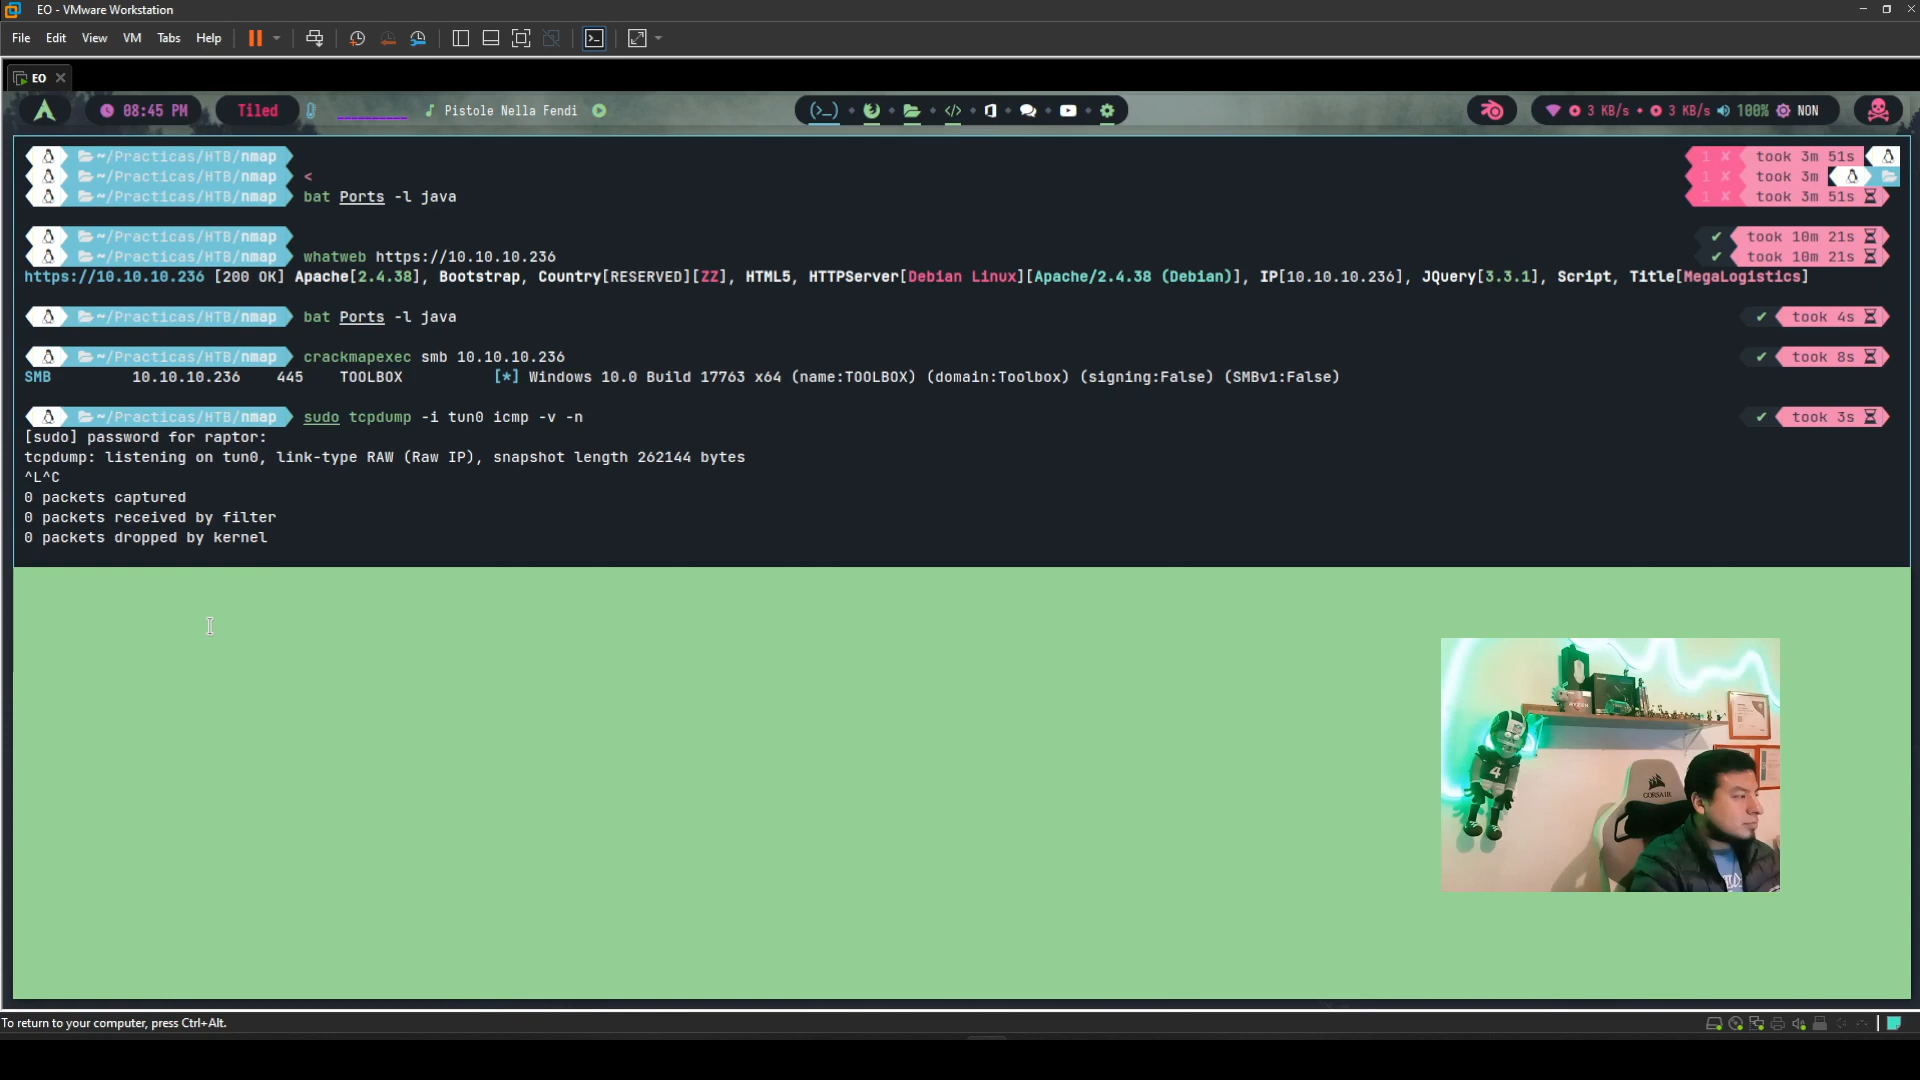 EO - VMware Workstation
File Edit View VM Tabs Help
EO
08:45 PM Tiled Pistole Nella Fendi 3 KB/s 3 KB/s 100% NON
~/Practicas/HTB/nmap 1 ✘ took 3m 51s
~/Practicas/HTB/nmap < 1 ✘ took 3m
~/Practicas/HTB/nmap bat Ports -l java 1 ✘ took 3m 51s
~/Practicas/HTB/nmap ✔ took 10m 21s
~/Practicas/HTB/nmap whatweb https://10.10.10.236 ✔ took 10m 21s
https://10.10.10.236 [200 OK] Apache[2.4.38], Bootstrap, Country[RESERVED][ZZ], HTML5, HTTPServer[Debian Linux][Apache/2.4.38 (Debian)], IP[10.10.10.236], JQuery[3.3.1], Script, Title[MegaLogistics]
~/Practicas/HTB/nmap bat Ports -l java ✔ took 4s
~/Practicas/HTB/nmap crackmapexec smb 10.10.10.236 ✔ took 8s
SMB 10.10.10.236 445 TOOLBOX [*] Windows 10.0 Build 17763 x64 (name:TOOLBOX) (domain:Toolbox) (signing:False) (SMBv1:False)
~/Practicas/HTB/nmap sudo tcpdump -i tun0 icmp -v -n ✔ took 3s
[sudo] password for raptor:
tcpdump: listening on tun0, link-type RAW (Raw IP), snapshot length 262144 bytes
^L^C
0 packets captured
0 packets received by filter
0 packets dropped by kernel
RYZEN
4
CORSAIR
To return to your computer, press Ctrl+Alt.